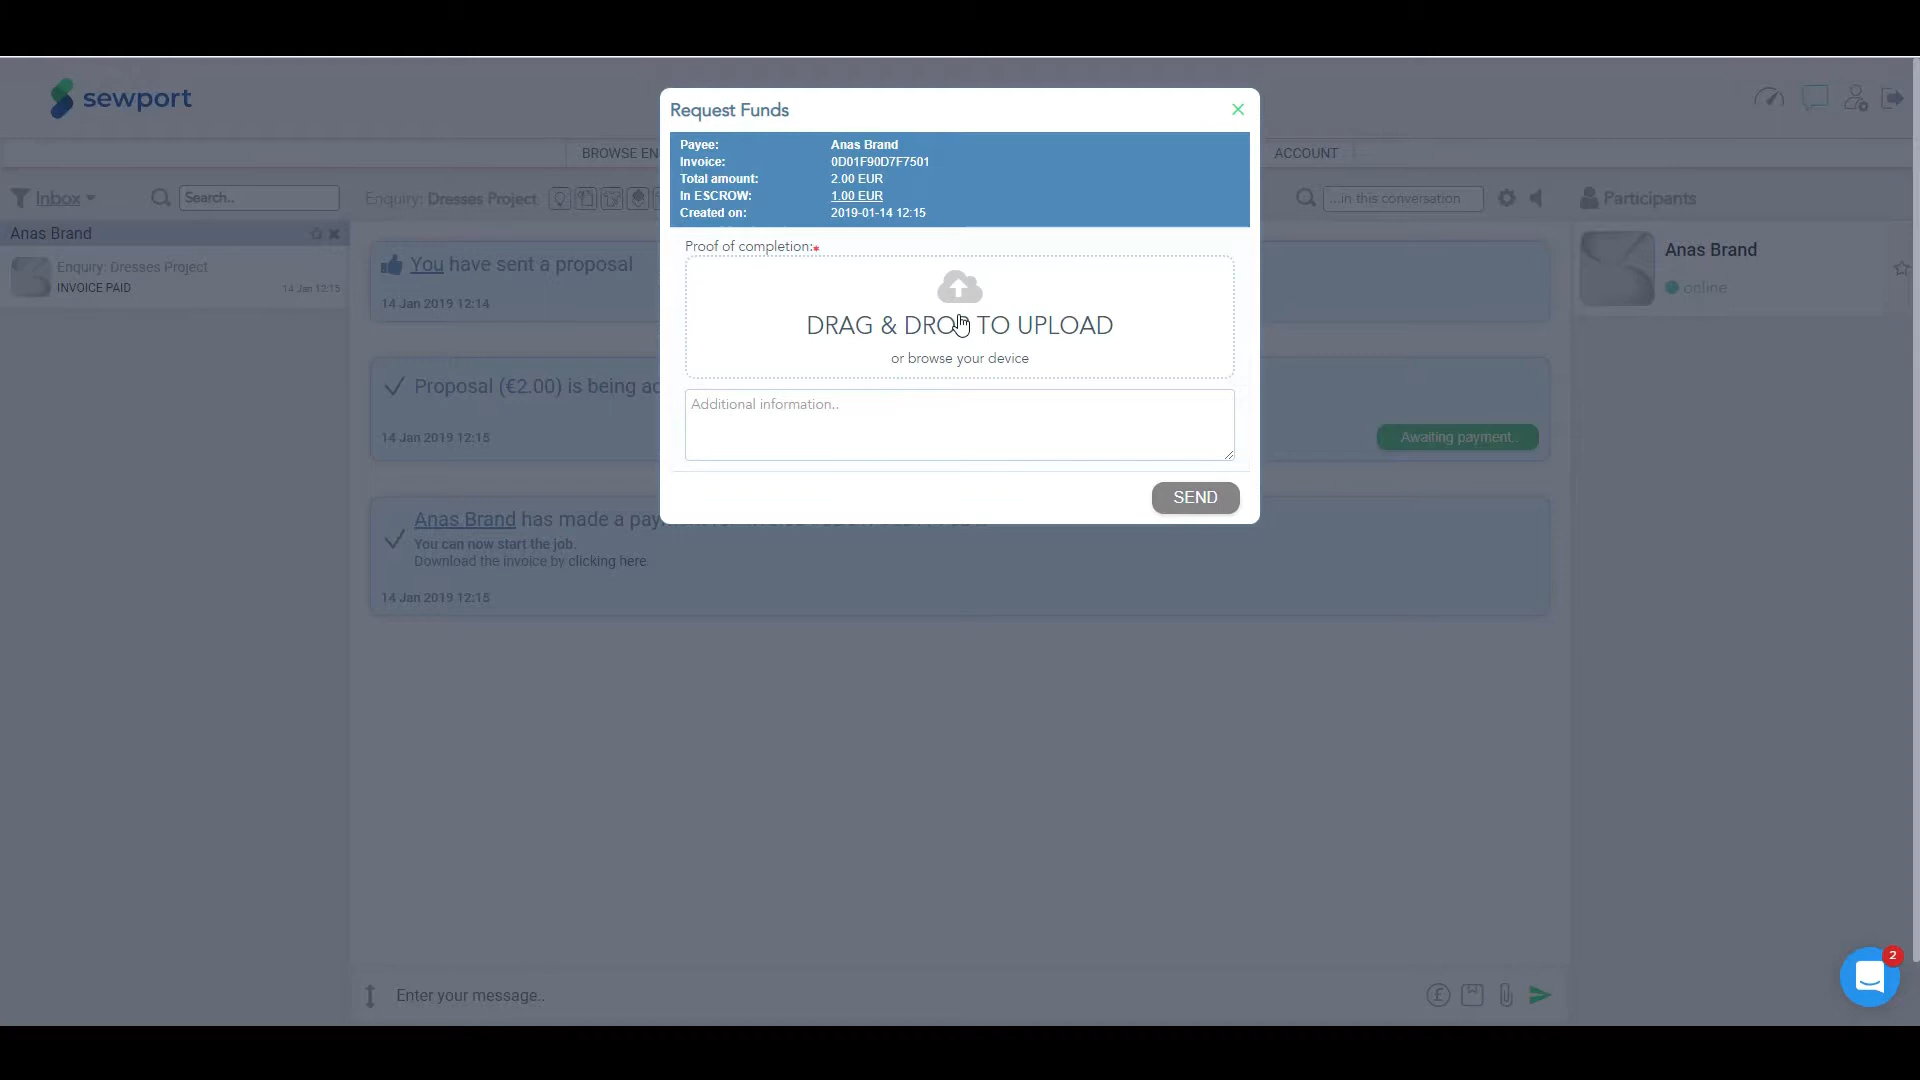 sewport
BROWSE EN
ACCOUNT
Inbox
Search..
Enquiry: Dresses Project
...in this conversation
Participants
Anas Brand
Enquiry: Dresses Project
INVOICE PAID
14 Jan 12:15
You have sent a proposal
14 Jan 2019 12:14
Proposal (€2.00) is being ac
14 Jan 2019 12:15
Awaiting payment..
Anas Brand has made a pay
You can now start the job.
Download the invoice by clicking here.
14 Jan 2019 12:15
Request Funds
Payee: Anas Brand
Invoice: 0D01F90D7F7501
Total amount: 2.00 EUR
In ESCROW: 1.00 EUR
Created on: 2019-01-14 12:15
Proof of completion:*
DRAG & DROP TO UPLOAD
or browse your device
Additional information..
SEND
Anas Brand
online
Enter your message..
2